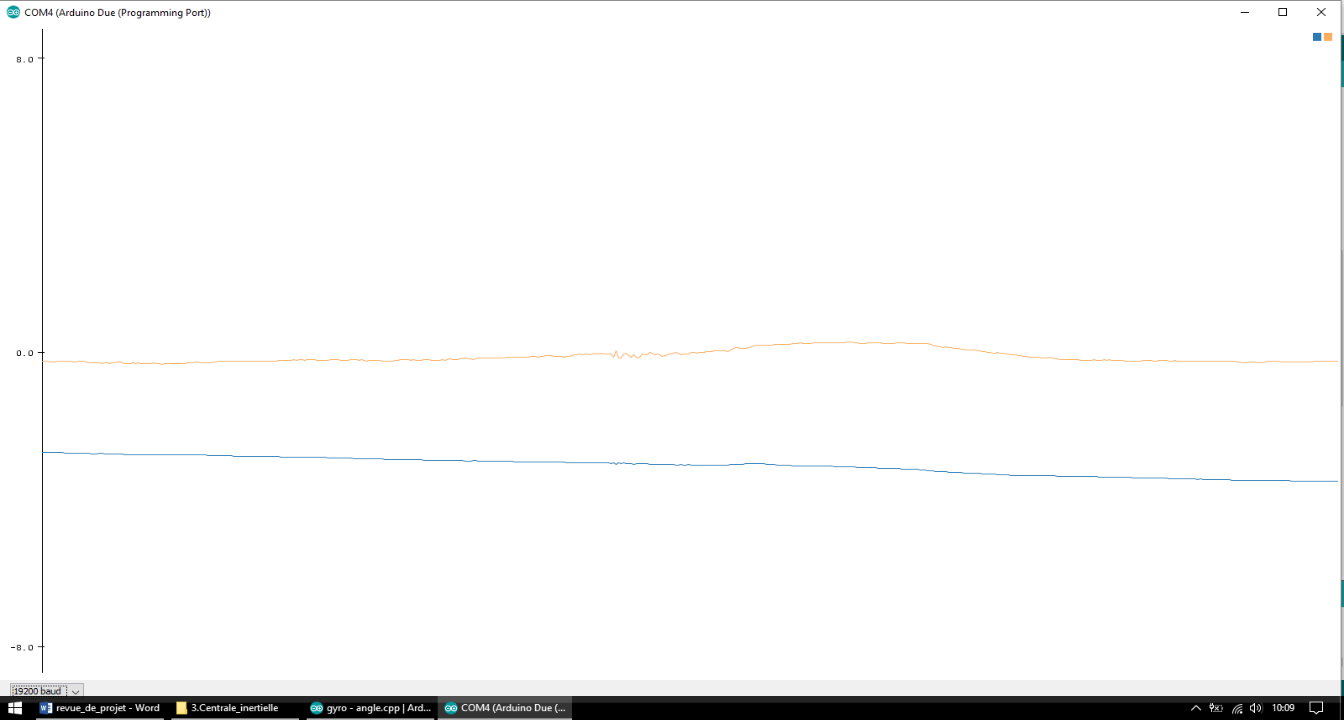 COM4 (Arduino Due (Programming Port))
8.0
0.0
-8.0
19200 baud
revue_de_projet - Word
3.Centrale_inertielle
gyro - angle.cpp | Ard...
COM4 (Arduino Due (...
10:09